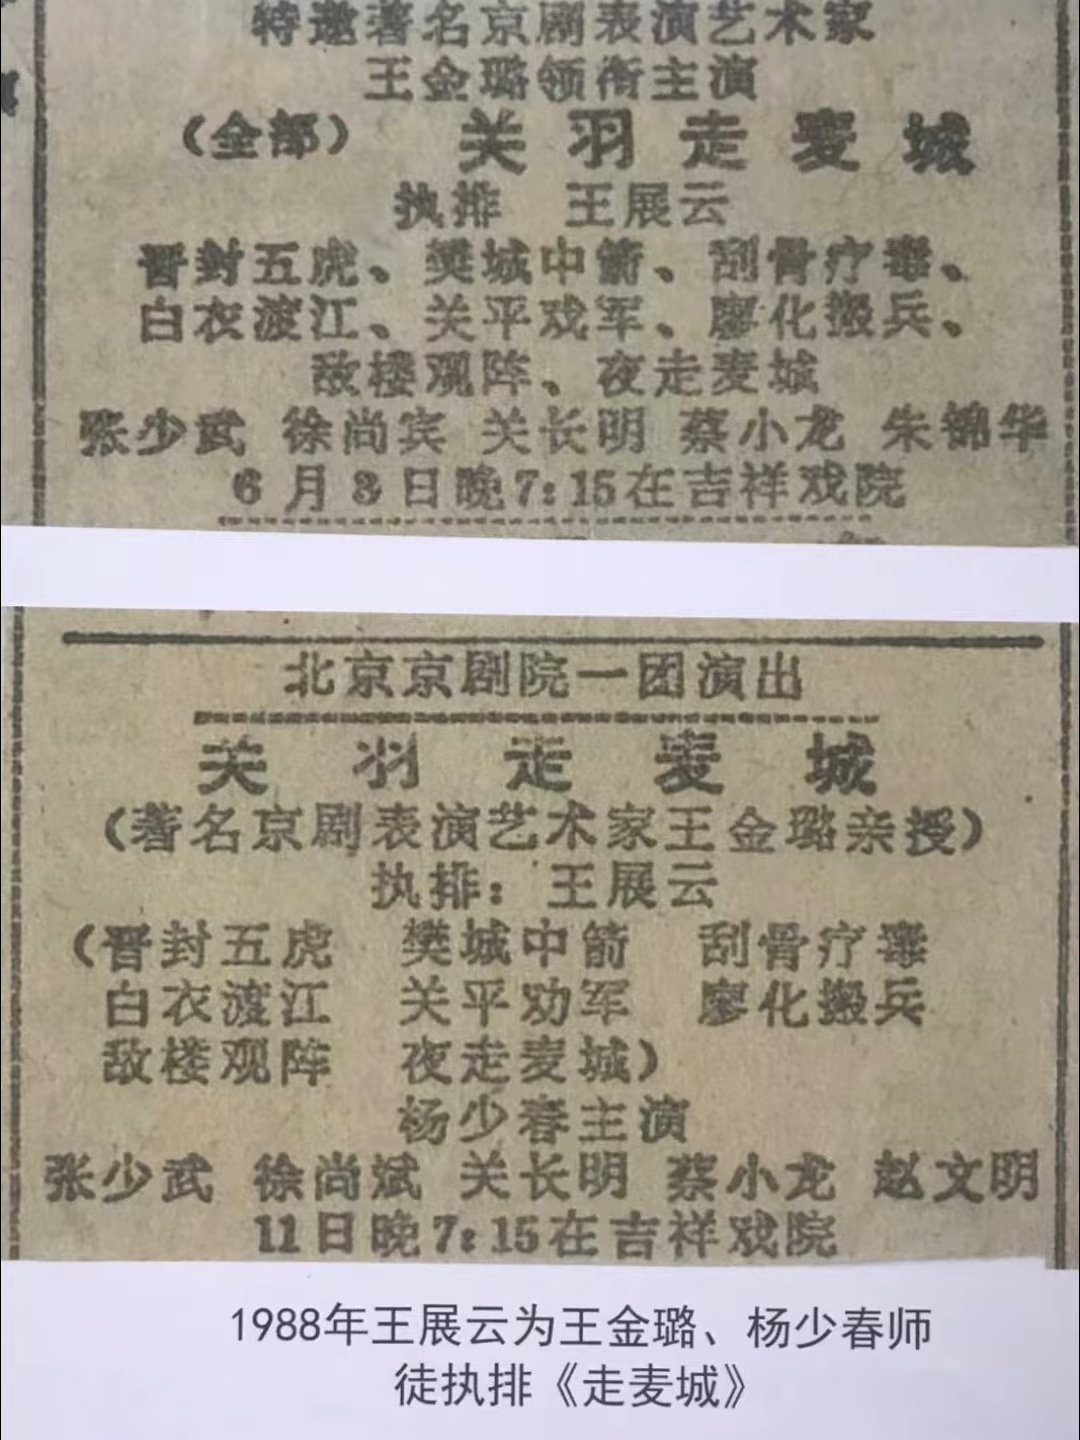 特邀著名京剧表演艺术家
王金璐领衔主演
（全部） 关羽走麦城
执排 王展云
晋封五虎、樊城中箭、刮骨疗毒、
白衣渡江、关平戏军、廖化搬兵、
敌楼观阵、夜走麦城
张少武 徐尚宾 关长明 蔡小龙 朱锦华
6月3日晚7:15在吉祥戏院
北京京剧院一团演出
关羽走麦城
（著名京剧表演艺术家王金璐亲授）
执排：王展云
（晋封五虎 樊城中箭 刮骨疗毒
白衣渡江 关平劝军 廖化搬兵
敌楼观阵 夜走麦城）
杨少春主演
张少武 徐尚斌 关长明 蔡小龙 赵文明
11日晚7:15在吉祥戏院
1988年王展云为王金璐、杨少春师
徒执排《走麦城》